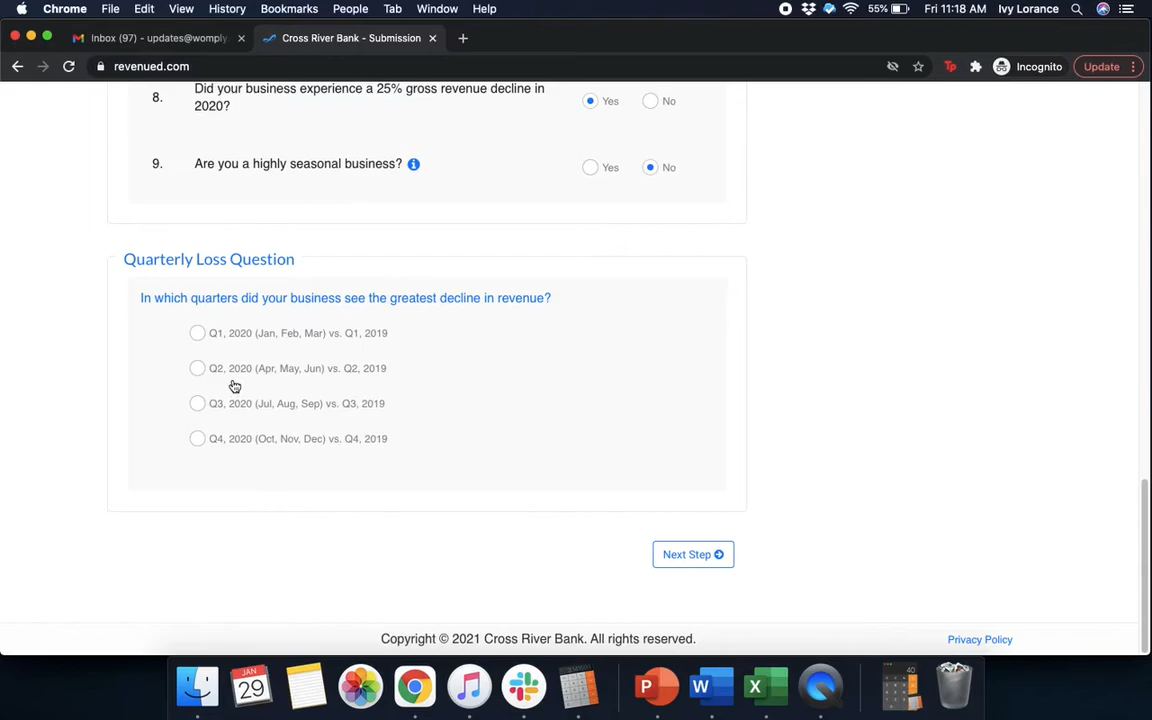 Chrome File Edit View History Bookmarks People Tab Window Help 55% Fri 11:18 AM Ivy Lorance
Inbox (97) - updates@womply. Cross River Bank - Submission
revenued.com Incognito Update
8. Did your business experience a 25% gross revenue decline in
2020? Yes No
9. Are you a highly seasonal business? Yes No
Quarterly Loss Question
In which quarters did your business see the greatest decline in revenue?
Q1, 2020 (Jan, Feb, Mar) vs. Q1, 2019
Q2, 2020 (Apr, May, Jun) vs. Q2, 2019
Q3, 2020 (Jul, Aug, Sep) vs. Q3, 2019
Q4, 2020 (Oct, Nov, Dec) vs. Q4, 2019
Next Step
Copyright © 2021 Cross River Bank. All rights reserved. Privacy Policy
JAN
29
P W X 40